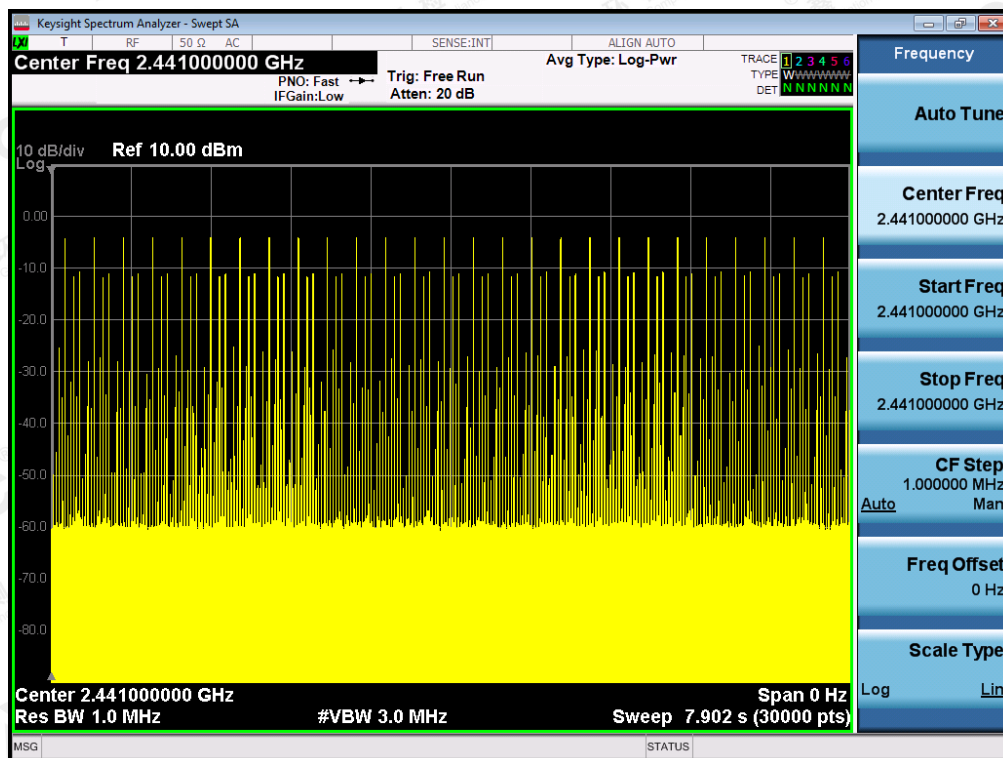 Keysight Spectrum Analyzer - Swept SA
LXI T RF 50 Ω AC SENSE:INT ALIGN AUTO
Center Freq 2.441000000 GHz
PNO: Fast
IFGain:Low
Trig: Free Run
Atten: 20 dB
Avg Type: Log-Pwr
TRACE 1 2 3 4 5 6
TYPE W W W W W W
DET N N N N N N
10 dB/div Ref 10.00 dBm
Log
0.00
-10.0
-20.0
-30.0
-40.0
-50.0
-60.0
-70.0
-80.0
Center 2.441000000 GHz Span 0 Hz
Res BW 1.0 MHz #VBW 3.0 MHz Sweep 7.902 s (30000 pts)
MSG STATUS
Frequency
Auto Tune
Center Freq
2.441000000 GHz
Start Freq
2.441000000 GHz
Stop Freq
2.441000000 GHz
CF Step
1.000000 MHz
Auto Man
Freq Offset
0 Hz
Scale Type
Log Lin